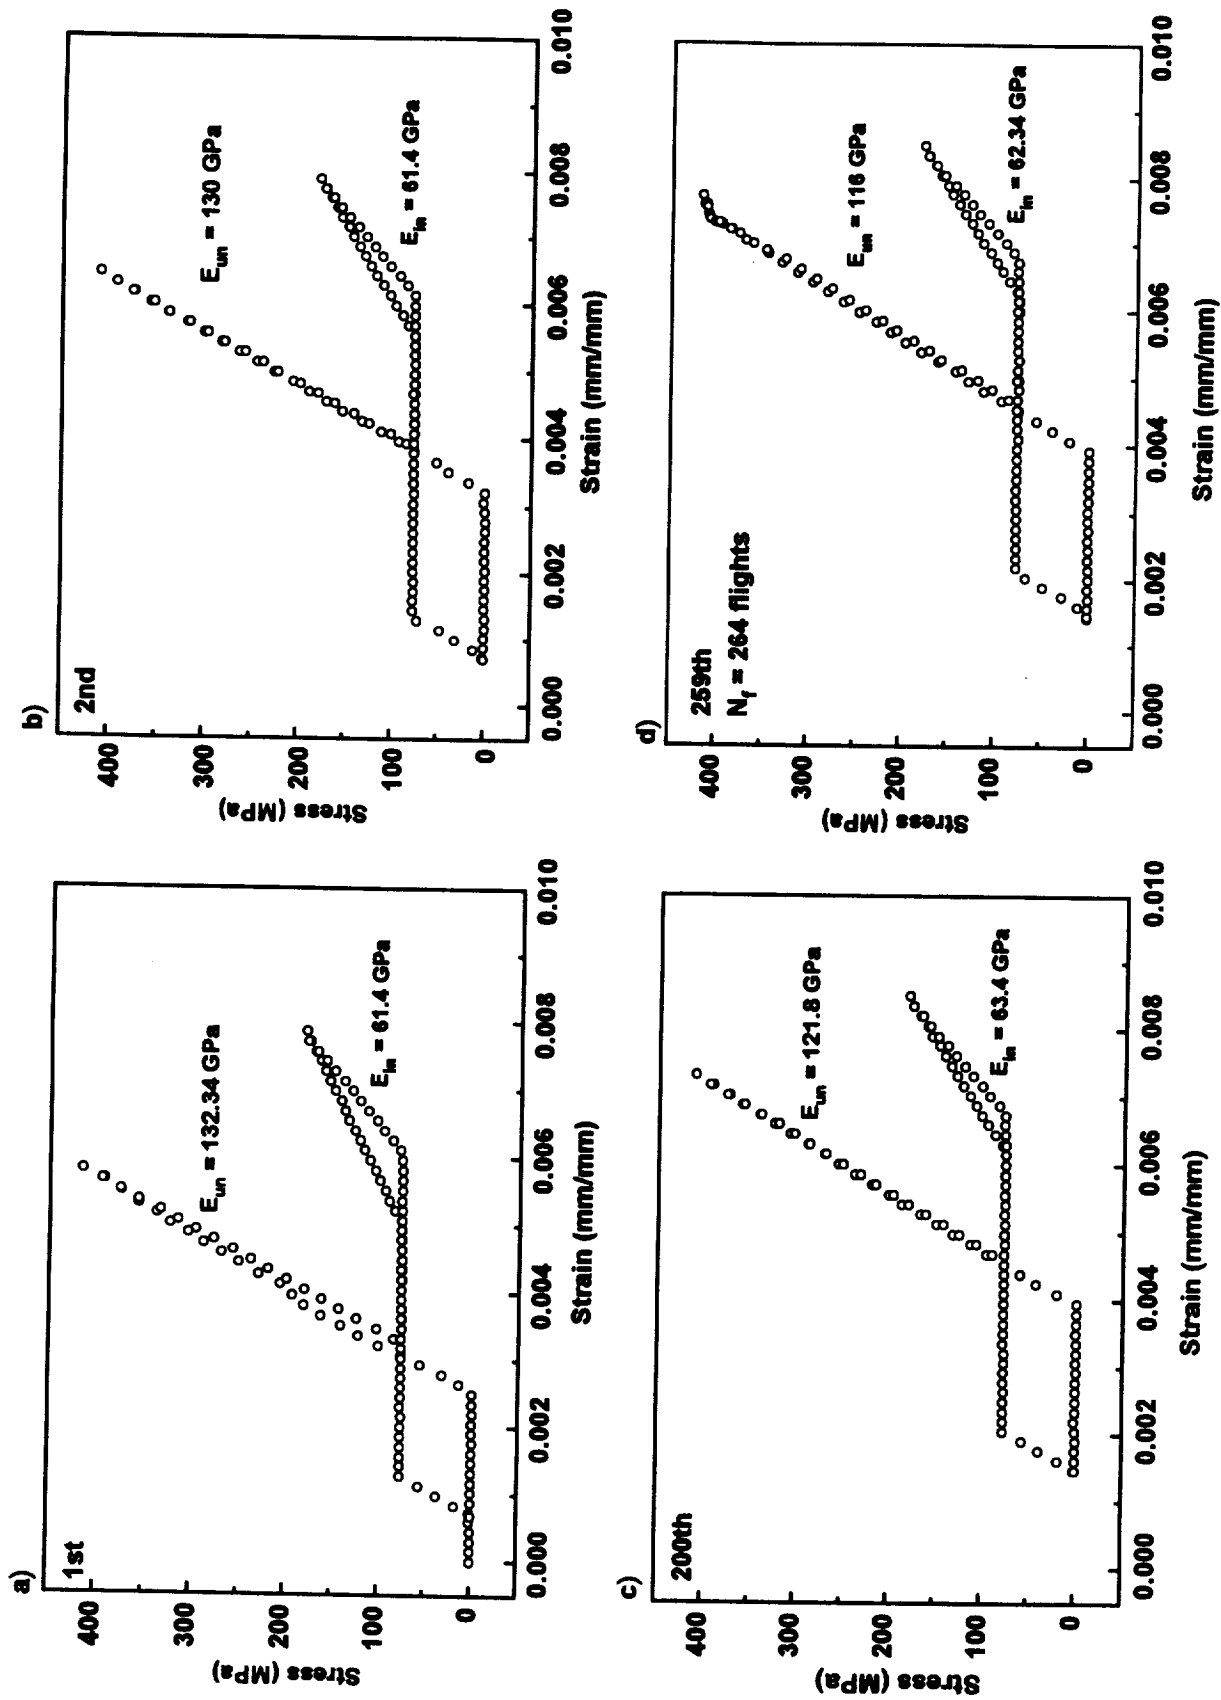 a)
1st
E_un = 132.34 GPa
E_in = 61.4 GPa
400
300
200
100
0
Stress (MPa)
0.000
0.002
0.004
0.006
0.008
0.010
Strain (mm/mm)
b)
2nd
E_un = 130 GPa
E_in = 61.4 GPa
400
300
200
100
0
Stress (MPa)
0.000
0.002
0.004
0.006
0.008
0.010
Strain (mm/mm)
c)
200th
E_un = 121.8 GPa
E_in = 63.4 GPa
400
300
200
100
0
Stress (MPa)
0.000
0.002
0.004
0.006
0.008
0.010
Strain (mm/mm)
d)
259th
N_f = 264 flights
E_un = 116 GPa
E_in = 62.34 GPa
400
300
200
100
0
Stress (MPa)
0.000
0.002
0.004
0.006
0.008
0.010
Strain (mm/mm)